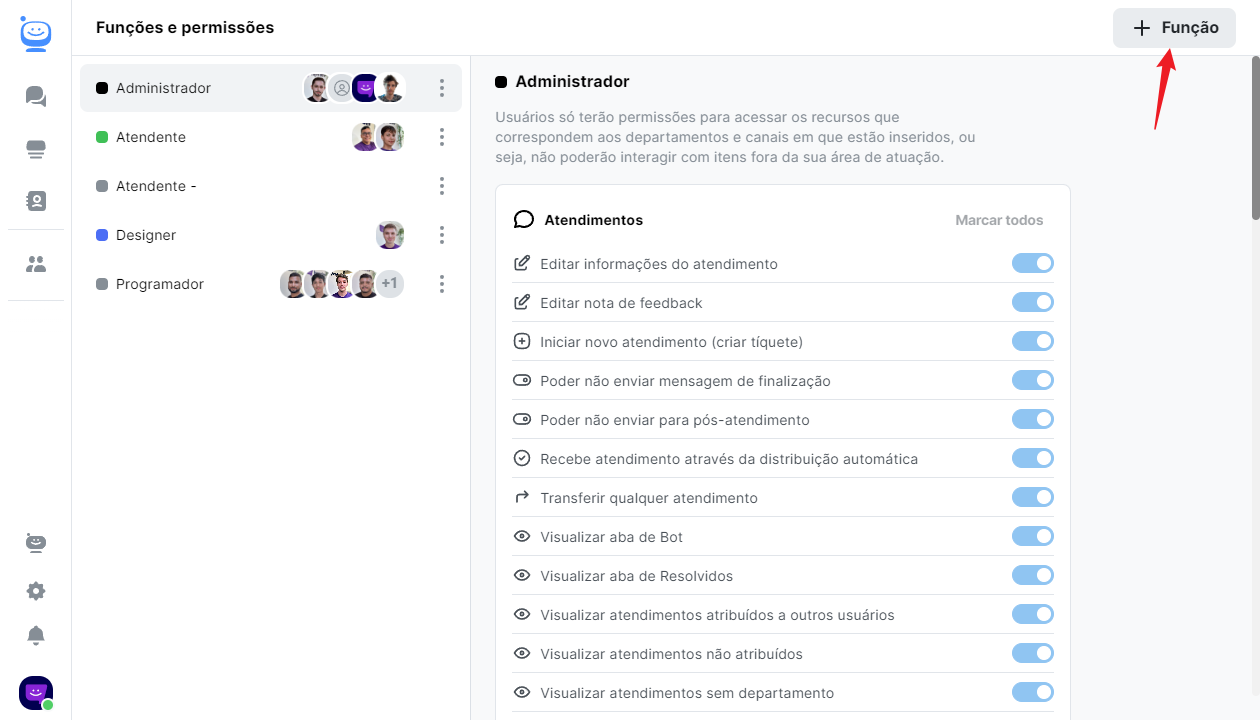 Funções e permissões
Função
Administrador
Atendente
Atendente -
Designer
Programador
+1
Administrador
Usuários só terão permissões para acessar os recursos que
correspondem aos departamentos e canais em que estão inseridos, ou
seja, não poderão interagir com itens fora da sua área de atuação.
Atendimentos
Marcar todos
Editar informações do atendimento
Editar nota de feedback
Iniciar novo atendimento (criar tíquete)
Poder não enviar mensagem de finalização
Poder não enviar para pós-atendimento
Recebe atendimento através da distribuição automática
Transferir qualquer atendimento
Visualizar aba de Bot
Visualizar aba de Resolvidos
Visualizar atendimentos atribuídos a outros usuários
Visualizar atendimentos não atribuídos
Visualizar atendimentos sem departamento